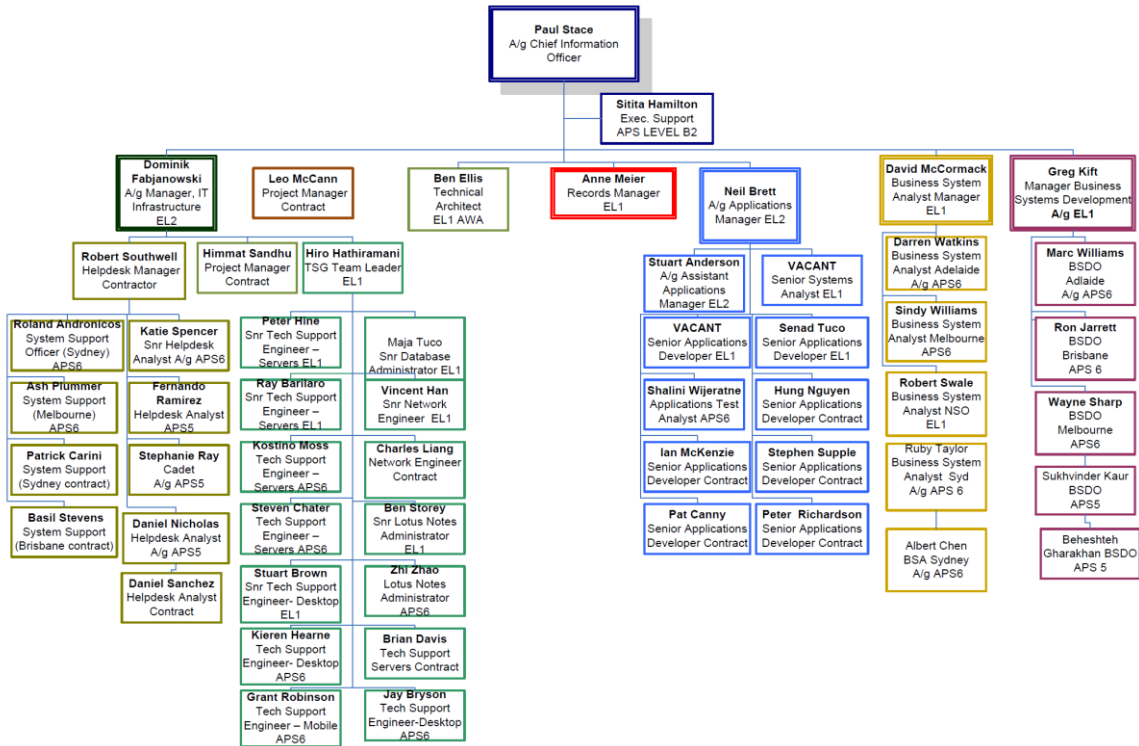 Paul Stace
A/g Chief Information
Officer
Sitita Hamilton
Exec. Support
APS LEVEL B2
Dominik
Fabjanowski
A/g Manager, IT
Infrastructure
EL2
Leo McCann
Project Manager
Contract
Ben Ellis
Technical
Architect
EL1 AWA
Anne Meier
Records Manager
EL1
Neil Brett
A/g Applications
Manager EL2
David McCormack
Business System
Analyst Manager
EL1
Greg Kift
Manager Business
Systems Development
A/g EL1
Robert Southwell
Helpdesk Manager
Contractor
Himmat Sandhu
Project Manager
Contract
Hiro Hathiramani
TSG Team Leader
EL1
Roland Andronicos
System Support
Officer (Sydney)
APS6
Ash Plummer
System Support
(Melbourne)
APS6
Patrick Carini
System Support
(Sydney contract)
Basil Stevens
System Support
(Brisbane contract)
Katie Spencer
Snr Helpdesk
Analyst A/g APS6
Fernando
Ramirez
Helpdesk Analyst
APS5
Stephanie Ray
Cadet
A/g APS5
Daniel Nicholas
Helpdesk Analyst
A/g APS5
Daniel Sanchez
Helpdesk Analyst
Contract
Peter Hine
Snr Tech Support
Engineer –
Servers EL1
Ray Barilaro
Snr Tech Support
Engineer –
Servers EL1
Kostino Moss
Tech Support
Engineer –
Servers APS6
Steven Chater
Tech Support
Engineer –
Servers APS6
Stuart Brown
Snr Tech Support
Engineer- Desktop
EL1
Kieren Hearne
Tech Support
Engineer- Desktop
APS6
Grant Robinson
Tech Support
Engineer – Mobile
APS6
Maja Tuco
Snr Database
Administrator EL1
Vincent Han
Snr Network
Engineer EL1
Charles Liang
Network Engineer
Contract
Ben Storey
Snr Lotus Notes
Administrator
EL1
Zhi Zhao
Lotus Notes
Administrator
APS6
Brian Davis
Tech Support
Servers Contract
Jay Bryson
Tech Support
Engineer-Desktop
APS6
Stuart Anderson
A/g Assistant
Applications
Manager EL2
VACANT
Senior Applications
Developer EL1
Shalini Wijeratne
Applications Test
Analyst APS6
Ian McKenzie
Senior Applications
Developer Contract
Pat Canny
Senior Applications
Developer Contract
VACANT
Senior Systems
Analyst EL1
Senad Tuco
Senior Applications
Developer EL1
Hung Nguyen
Senior Applications
Developer Contract
Stephen Supple
Senior Applications
Developer Contract
Peter Richardson
Senior Applications
Developer Contract
Darren Watkins
Business System
Analyst Adelaide
A/g APS6
Sindy Williams
Business System
Analyst Melbourne
APS6
Robert Swale
Business System
Analyst NSO
EL1
Ruby Taylor
Business System
Analyst Syd
A/g APS 6
Albert Chen
BSA Sydney
A/g APS6
Marc Williams
BSDO
Adlaide
A/g APS6
Ron Jarrett
BSDO
Brisbane
APS 6
Wayne Sharp
BSDO
Melbourne
APS6
Sukhvinder Kaur
BSDO
APS5
Beheshteh
Gharakhan BSDO
APS 5